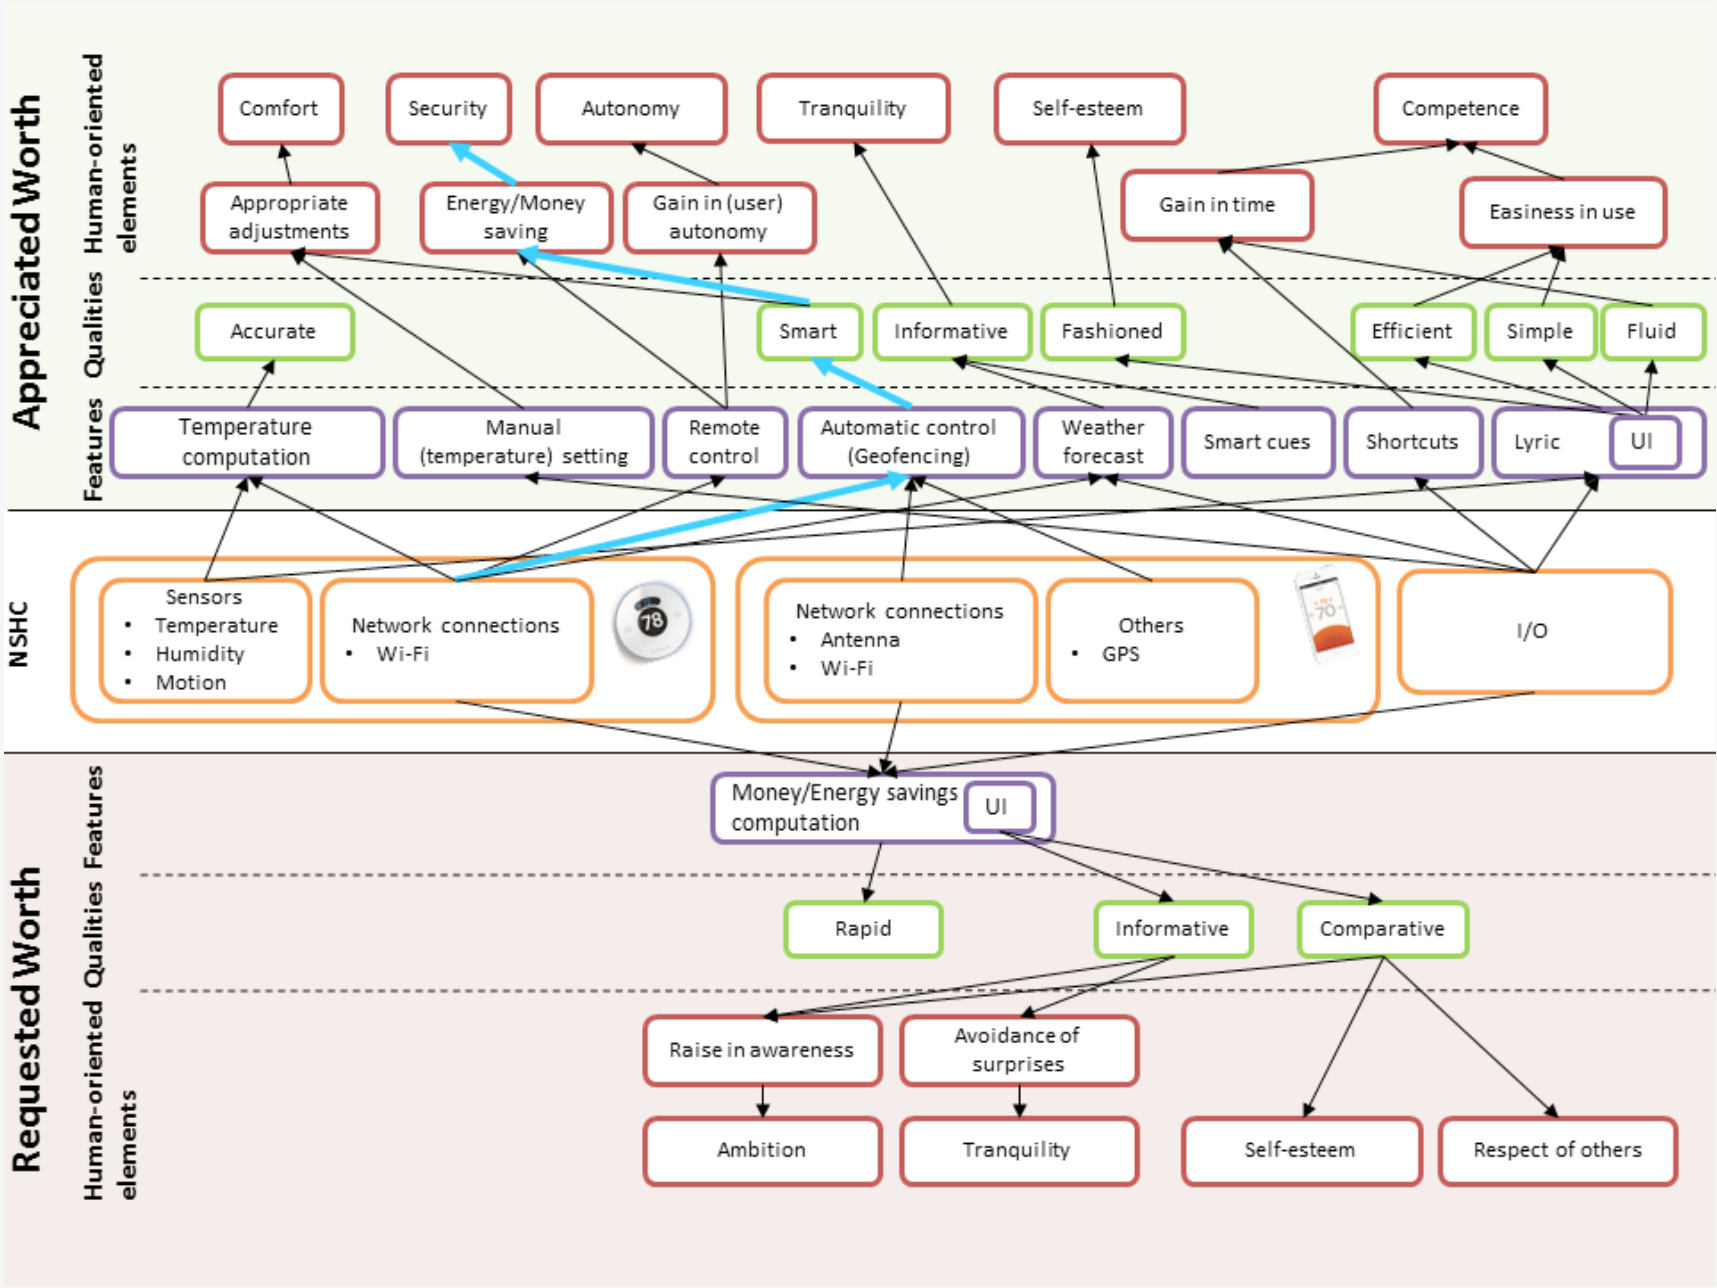 Appreciated Worth
Human-oriented
elements
Comfort
Security
Autonomy
Tranquility
Self-esteem
Competence
Appropriate
adjustments
Energy/Money
saving
Gain in (user)
autonomy
Gain in time
Easiness in use
Qualities
Accurate
Smart
Informative
Fashioned
Efficient
Simple
Fluid
Features
Temperature
computation
Manual
(temperature) setting
Remote
control
Automatic control
(Geofencing)
Weather
forecast
Smart cues
Shortcuts
Lyric
UI
NSHC
Sensors
• Temperature
• Humidity
• Motion
Network connections
• Wi-Fi
78
Network connections
• Antenna
• Wi-Fi
Others
• GPS
70
I/O
Requested Worth
Features
Money/Energy savings
computation
UI
Qualities
Rapid
Informative
Comparative
Human-oriented
elements
Raise in awareness
Avoidance of
surprises
Ambition
Tranquility
Self-esteem
Respect of others